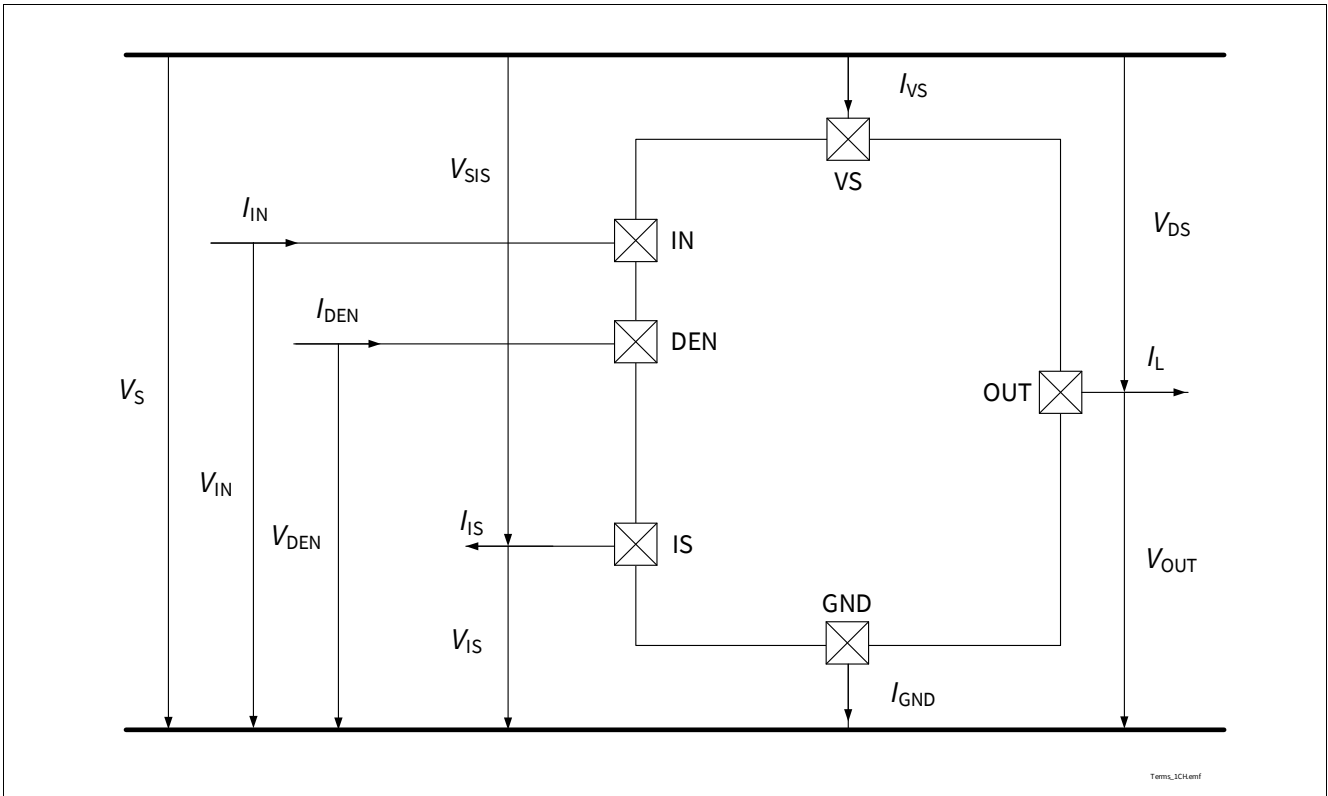 I_VS
V_SIS
VS
I_IN
V_DS
IN
I_DEN
DEN
I_L
V_S
OUT
V_IN
I_IS
V_DEN
IS
V_OUT
GND
V_IS
I_GND
Terms_1CH.emf